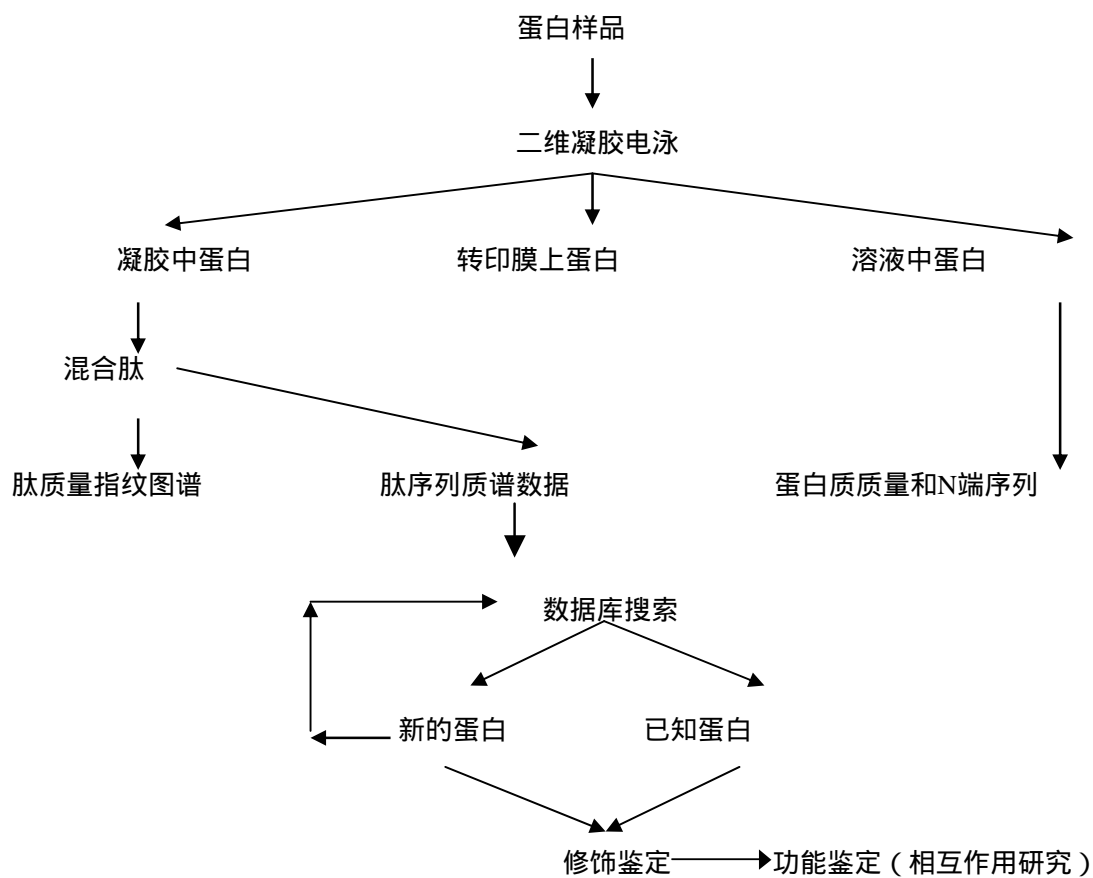 蛋白样品
二维凝胶电泳
凝胶中蛋白
转印膜上蛋白
溶液中蛋白
混合肽
肽质量指纹图谱
肽序列质谱数据
蛋白质质量和N端序列
数据库搜索
新的蛋白
已知蛋白
修饰鉴定
功能鉴定（相互作用研究）